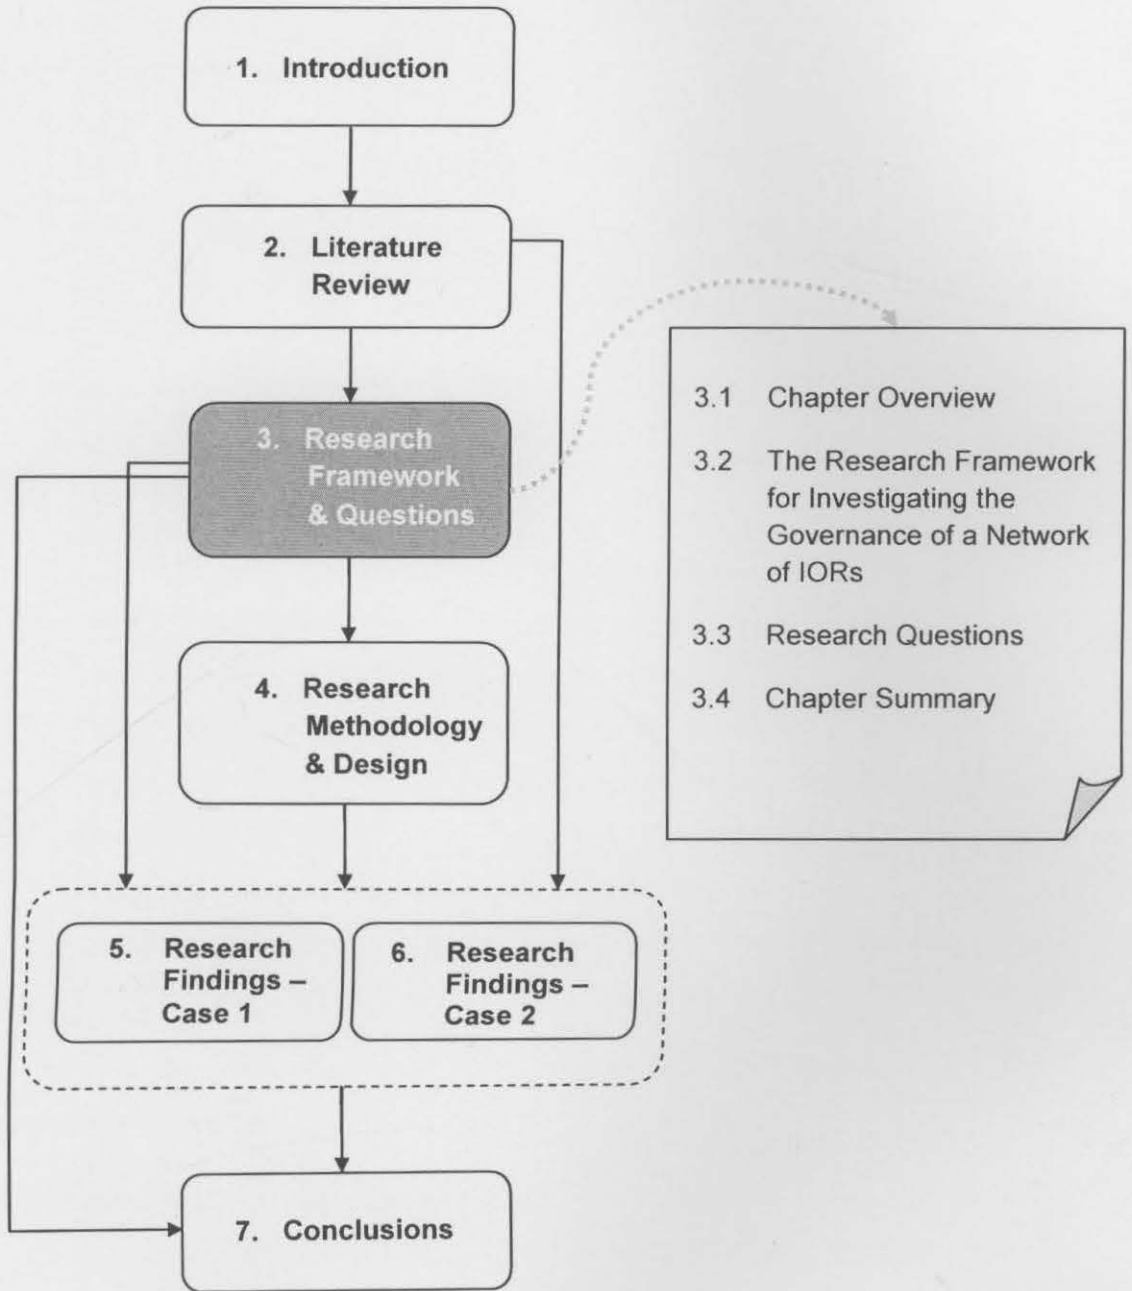 1. Introduction
2. Literature
Review
3. Research
Framework
& Questions
3.1 Chapter Overview
3.2 The Research Framework
for Investigating the
Governance of a Network
of IORs
3.3 Research Questions
3.4 Chapter Summary
4. Research
Methodology
& Design
5. Research
Findings –
Case 1
6. Research
Findings –
Case 2
7. Conclusions